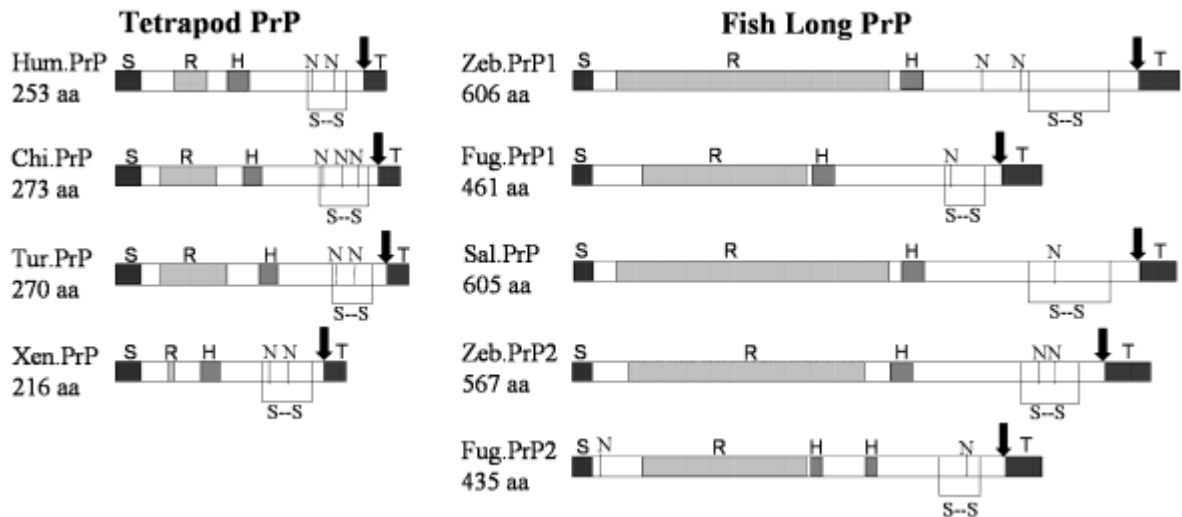 Tetrapod PrP
Hum.PrP
253 aa
S R H N N T
S--S
Chi.PrP
273 aa
S R H N N N T
S--S
Tur.PrP
270 aa
S R H N N T
S--S
Xen.PrP
216 aa
S R H N N T
S--S
Fish Long PrP
Zeb.PrP1
606 aa
S R H N N T
S--S
Fug.PrP1
461 aa
S R H N T
S--S
Sal.PrP
605 aa
S R H N T
S--S
Zeb.PrP2
567 aa
S R H N N T
S--S
Fug.PrP2
435 aa
S N R H H N T
S--S